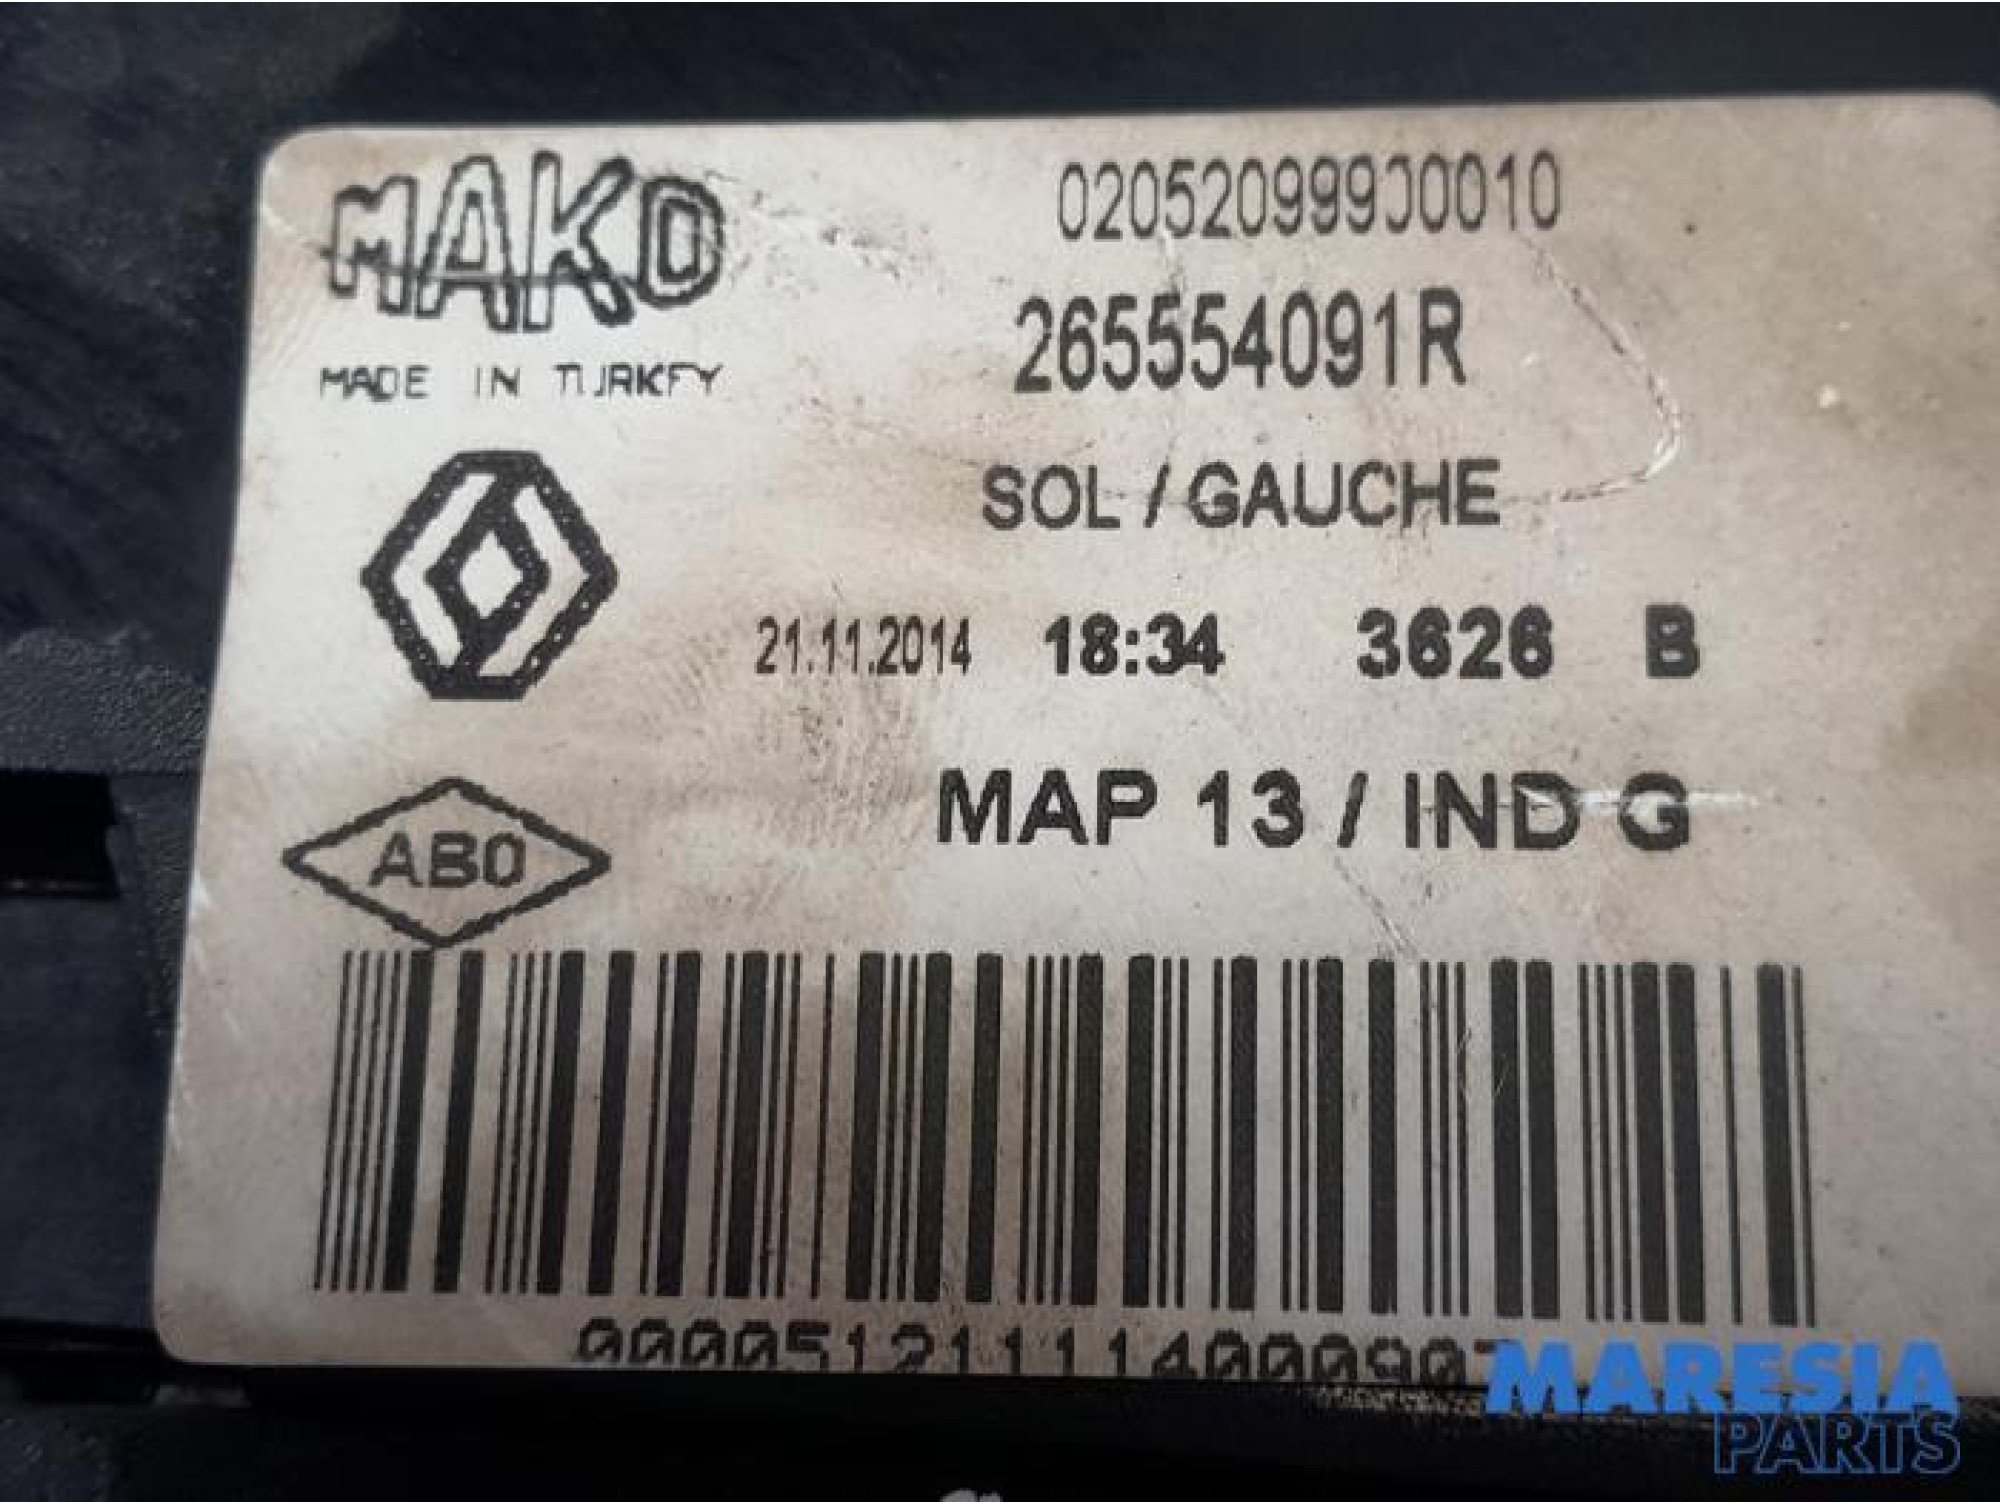 MAKO
02052099900010
MADE IN TURKEY
265554091R
SOL / GAUCHE
21.11.2014 18:34 3626 B
MAP 13 / IND G
ABO
MARESIA
PARTS